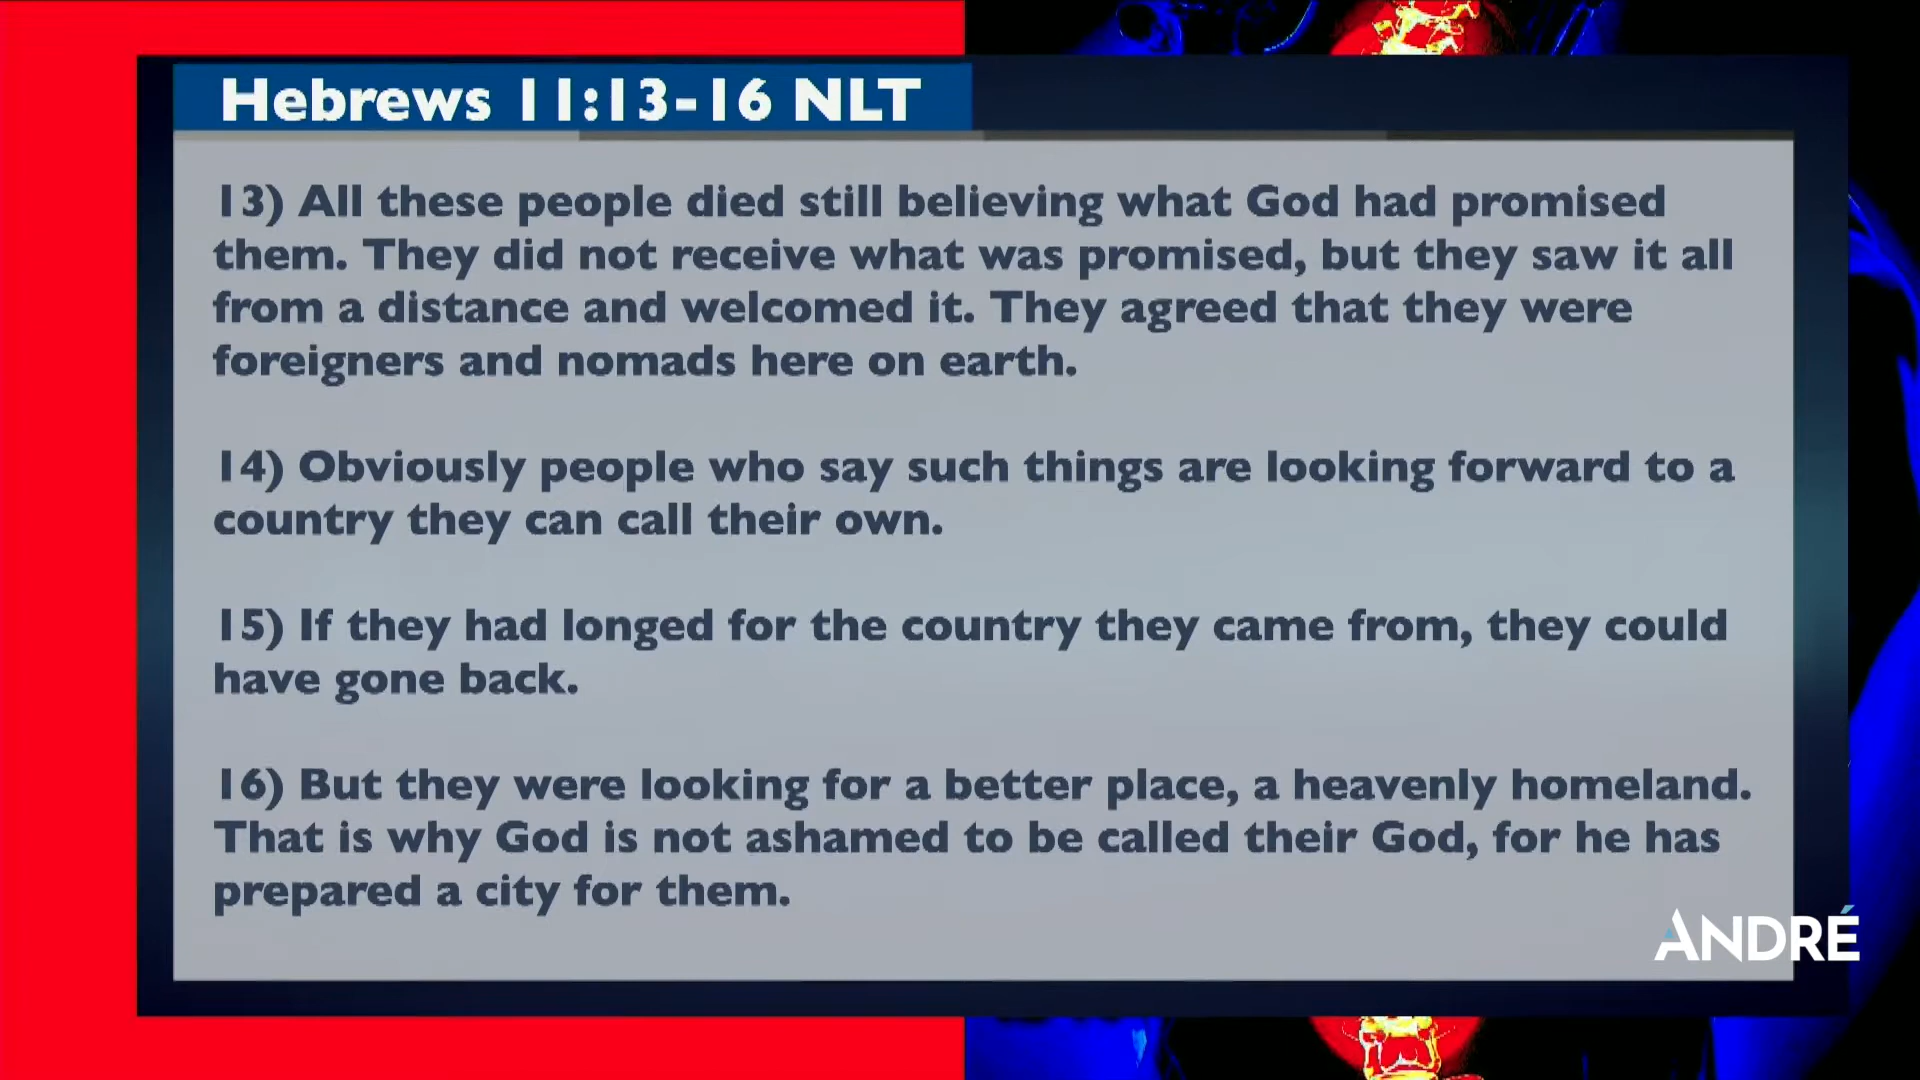 Hebrews 11:13-16 NLT
13) All these people died still believing what God had promised
them. They did not receive what was promised, but they saw it all
from a distance and welcomed it. They agreed that they were
foreigners and nomads here on earth.
14) Obviously people who say such things are looking forward to a
country they can call their own.
15) If they had longed for the country they came from, they could
have gone back.
16) But they were looking for a better place, a heavenly homeland.
That is why God is not ashamed to be called their God, for he has
prepared a city for them.
ANDRÉ